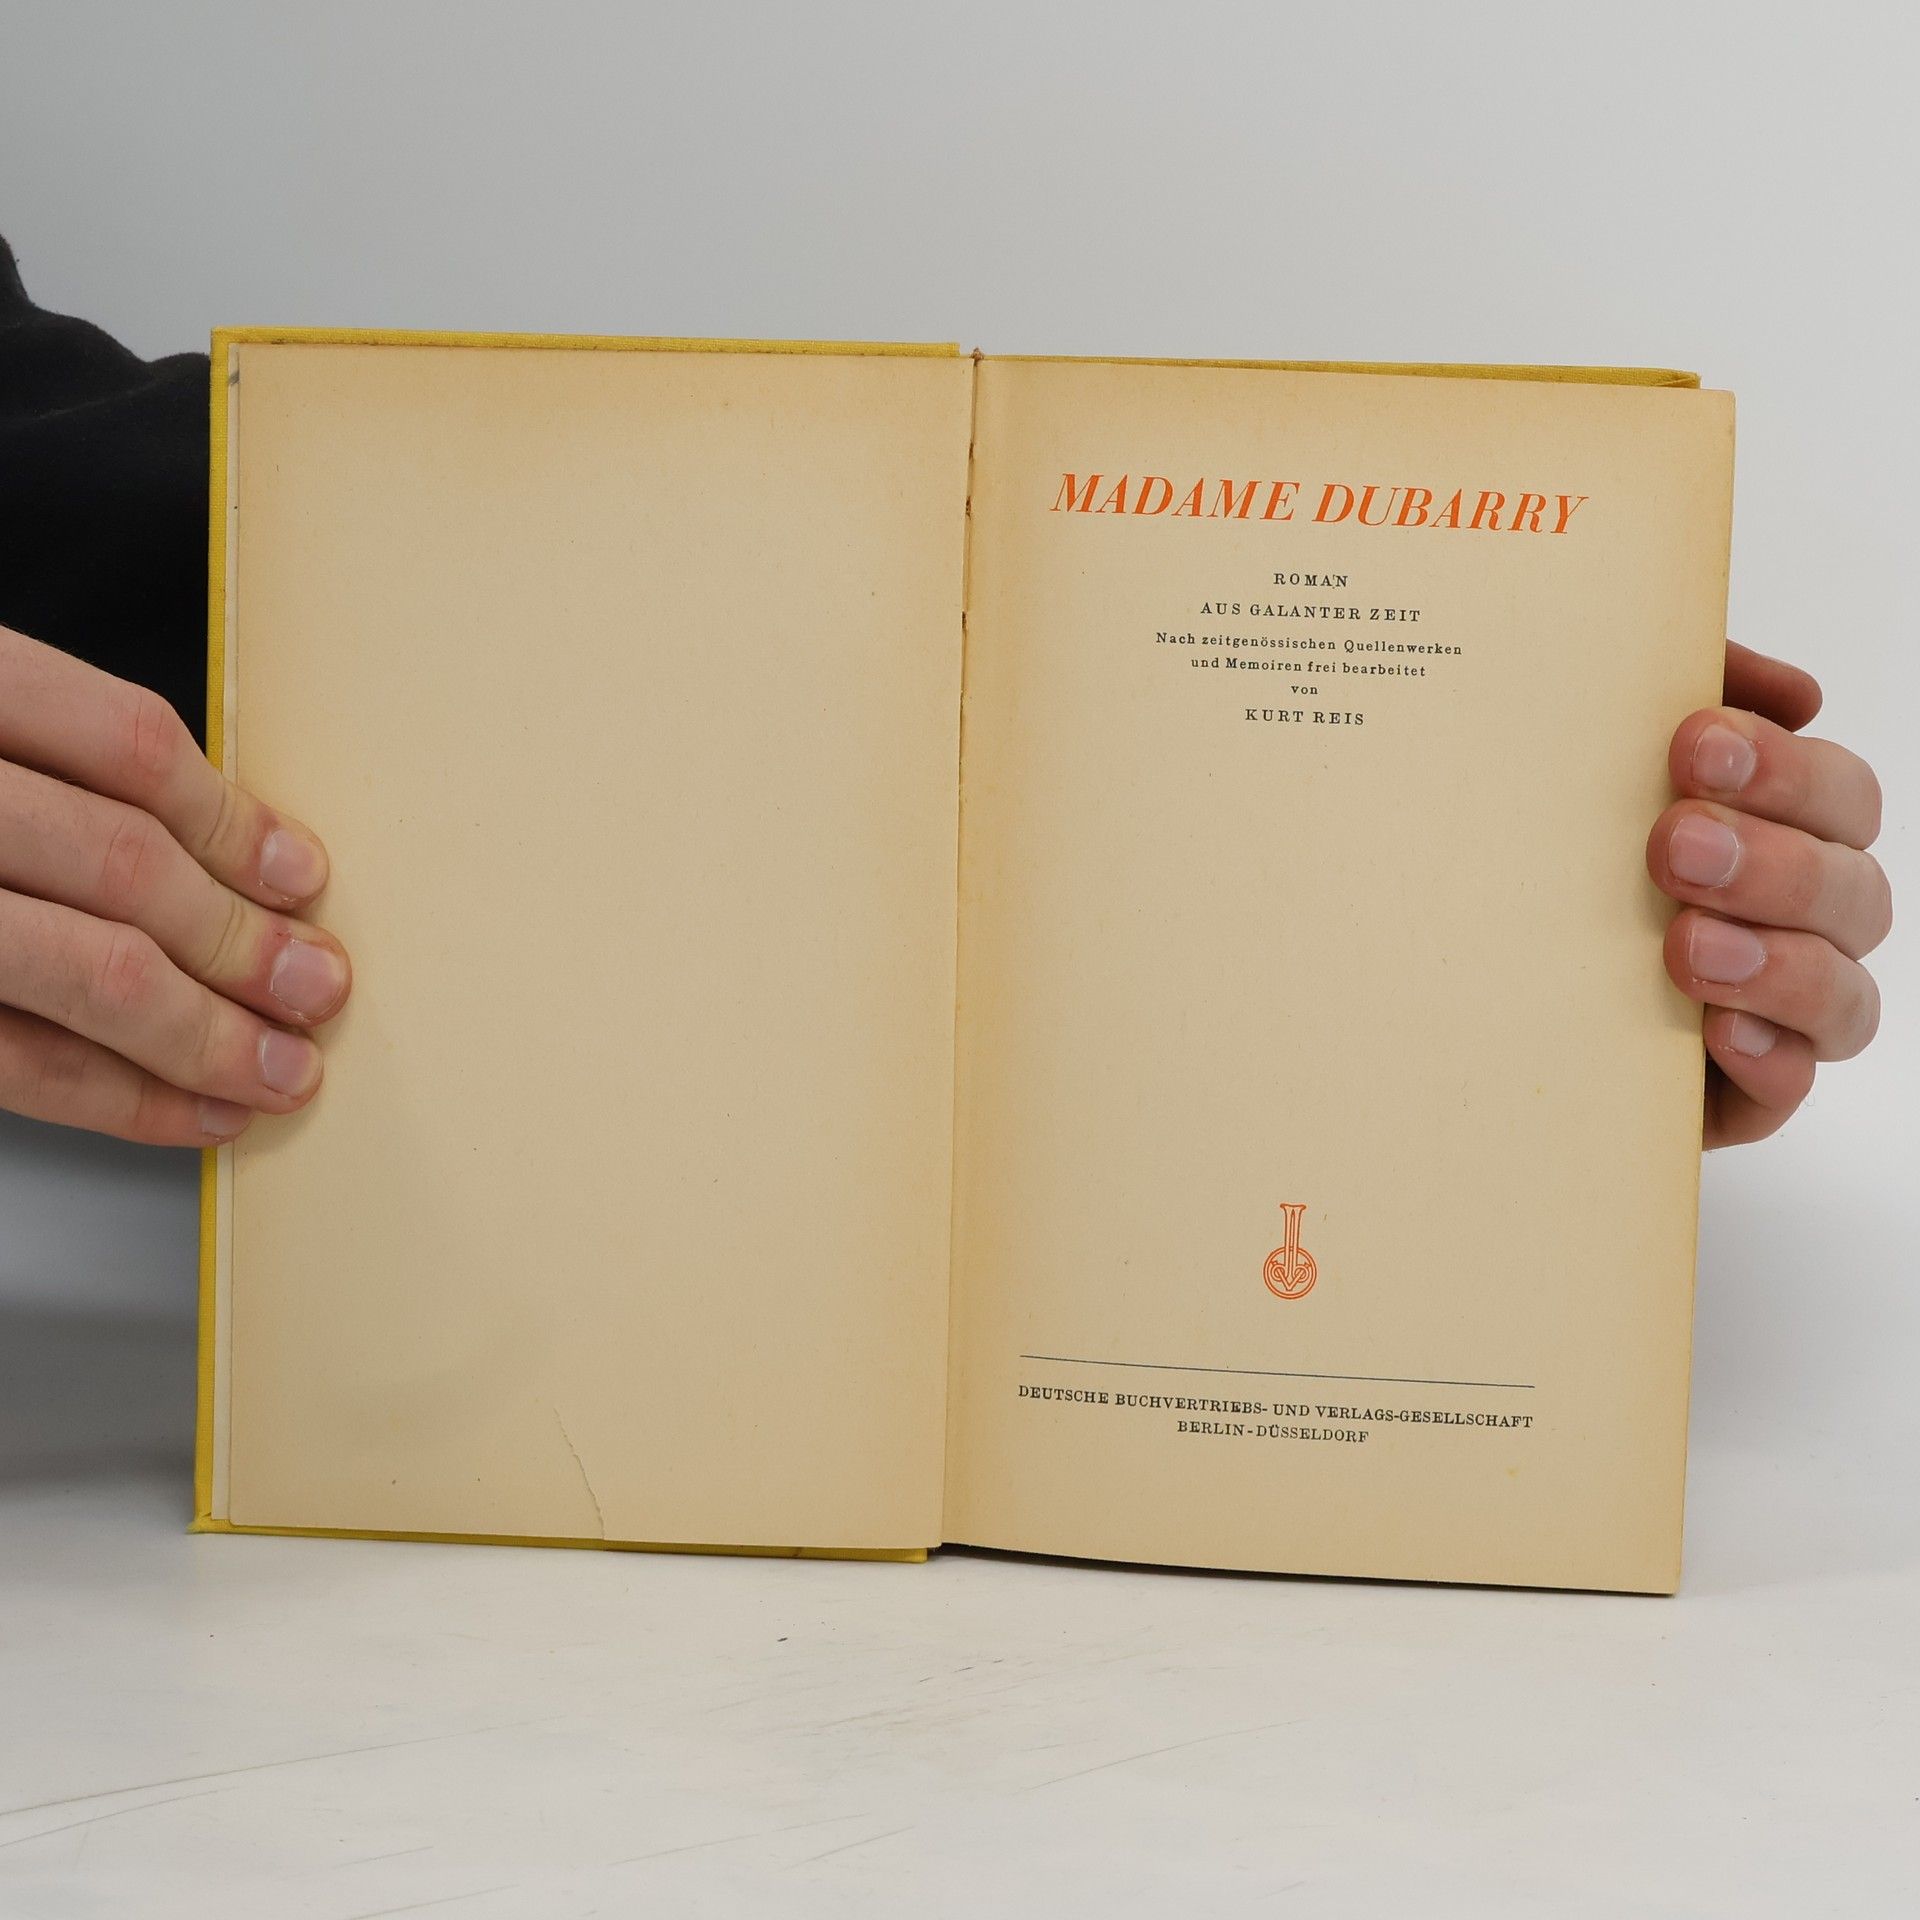 MADAME DUBARRY
ROMAN
AUS GALANTER ZEIT
Nach zeitgenössischen Quellenwerken
und Memoiren frei bearbeitet
von
KURT REIS
DEUTSCHE BUCHVERTRIEBS- UND VERLAGS-GESELLSCHAFT
BERLIN-DÜSSELDORF